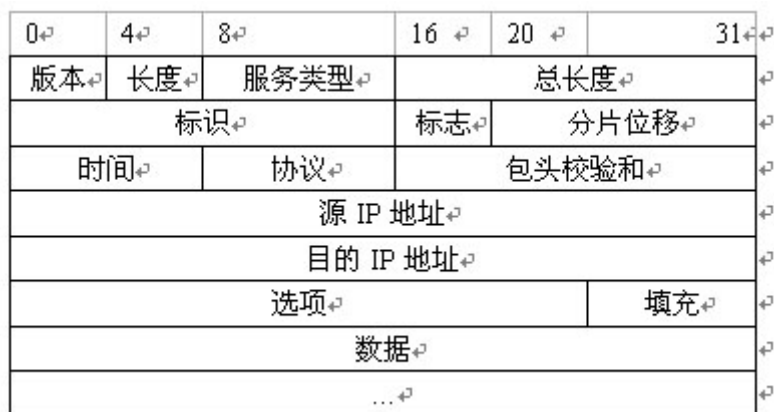 0 4 8 16 20 31
版本 长度 服务类型 总长度
标识 标志 分片位移
时间 协议 包头校验和
源 IP 地址
目的 IP 地址
选项 填充
数据
…